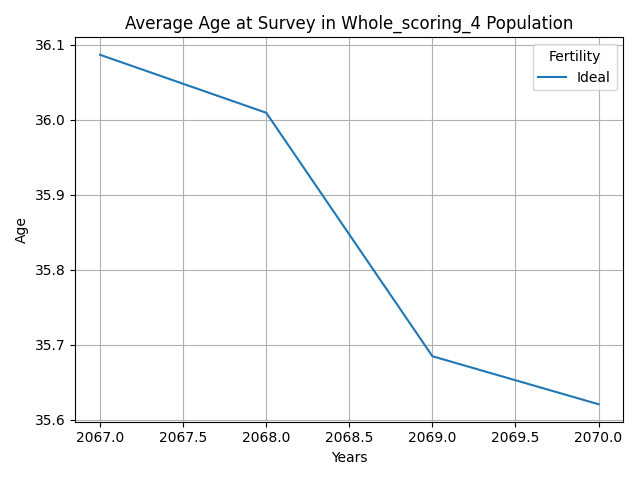 Average Age at Survey in Whole_scoring_4 Population
Fertility
Ideal
36.1
36.0
35.9
35.8
35.7
35.6
Age
2067.0 2067.5 2068.0 2068.5 2069.0 2069.5 2070.0
Years